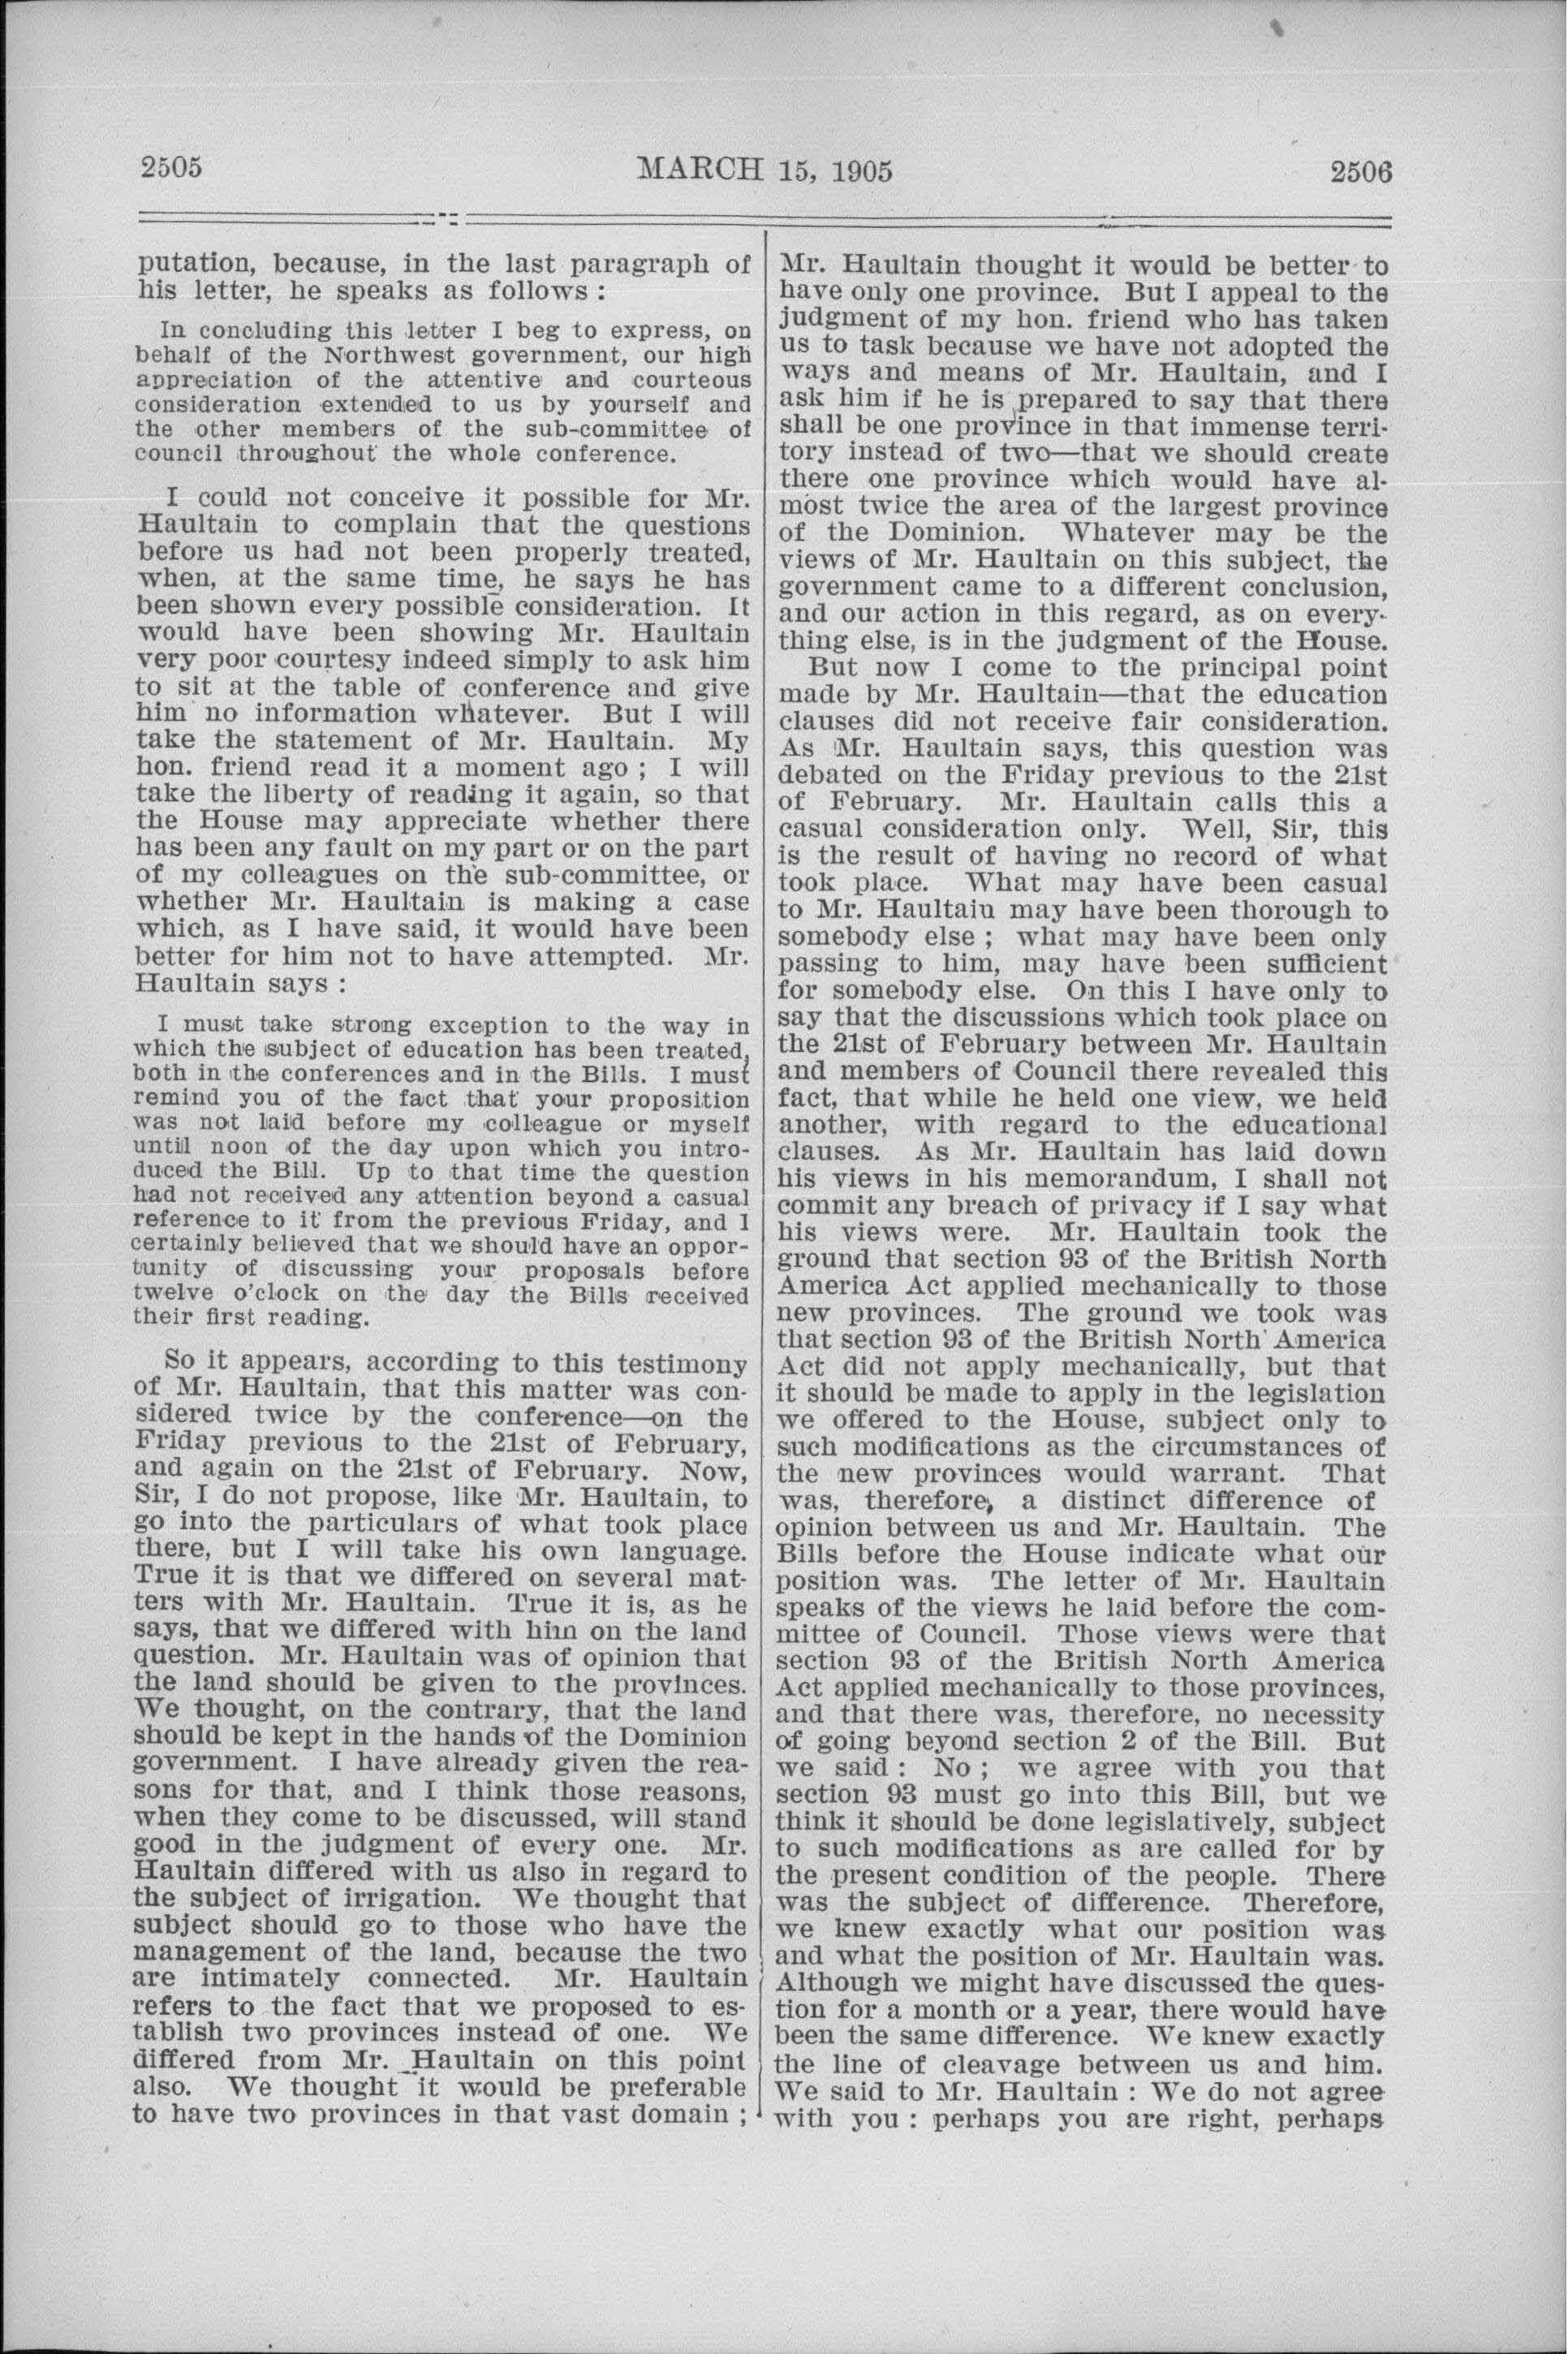 2505
MARCH 15, 1905
2506
putation, because, in the last paragraph of
his letter, he speaks as follows :
In concluding this letter I beg to express, on
behalf of the Northwest government, our high
appreciation of the attentive and courteous
consideration extended to us by yourself and
the other members of the sub-committee of
council throughout the whole conference.
I could not conceive it possible for Mr.
Haultain to complain that the questions
before us had not been properly treated,
when, at the same time, he says he has
been shown every possible consideration. It
would have been showing Mr. Haultain
very poor courtesy indeed simply to ask him
to sit at the table of conference and give
him no information whatever. But I will
take the statement of Mr. Haultain. My
hon. friend read it a moment ago ; I will
take the liberty of reading it again, so that
the House may appreciate whether there
has been any fault on my part or on the part
of my colleagues on the sub-committee, or
whether Mr. Haultain is making a case
which, as I have said, it would have been
better for him not to have attempted. Mr.
Haultain says :
I must take strong exception to the way in
which the subject of education has been treated,
both in the conferences and in the Bills. I must
remind you of the fact that your proposition
was not laid before my colleague or myself
until noon of the day upon which you intro-
duced the Bill. Up to that time the question
had not received any attention beyond a casual
reference to it from the previous Friday, and I
certainly believed that we should have an oppor-
tunity of discussing your proposals before
twelve o'clock on the day the Bills received
their first reading.
So it appears, according to this testimony
of Mr. Haultain, that this matter was con-
sidered twice by the conference—on the
Friday previous to the 21st of February,
and again on the 21st of February. Now,
Sir, I do not propose, like Mr. Haultain, to
go into the particulars of what took place
there, but I will take his own language.
True it is that we differed on several mat-
ters with Mr. Haultain. True it is, as he
says, that we differed with him on the land
question. Mr. Haultain was of opinion that
the land should be given to the provinces.
We thought, on the contrary, that the land
should be kept in the hands of the Dominion
government. I have already given the rea-
sons for that, and I think those reasons,
when they come to be discussed, will stand
good in the judgment of every one. Mr.
Haultain differed with us also in regard to
the subject of irrigation. We thought that
subject should go to those who have the
management of the land, because the two
are intimately connected. Mr. Haultain
refers to the fact that we proposed to es-
tablish two provinces instead of one. We
differed from Mr. Haultain on this point
also. We thought it would be preferable
to have two provinces in that vast domain ;
Mr. Haultain thought it would be better to
have only one province. But I appeal to the
judgment of my hon. friend who has taken
us to task because we have not adopted the
ways and means of Mr. Haultain, and I
ask him if he is prepared to say that there
shall be one province in that immense terri-
tory instead of two—that we should create
there one province which would have al-
most twice the area of the largest province
of the Dominion. Whatever may be the
views of Mr. Haultain on this subject, the
government came to a different conclusion,
and our action in this regard, as on every-
thing else, is in the judgment of the House.
But now I come to the principal point
made by Mr. Haultain—that the education
clauses did not receive fair consideration.
As Mr. Haultain says, this question was
debated on the Friday previous to the 21st
of February. Mr. Haultain calls this a
casual consideration only. Well, Sir, this
is the result of having no record of what
took place. What may have been casual
to Mr. Haultain may have been thorough to
somebody else ; what may have been only
passing to him, may have been sufficient
for somebody else. On this I have only to
say that the discussions which took place on
the 21st of February between Mr. Haultain
and members of Council there revealed this
fact, that while he held one view, we held
another, with regard to the educational
clauses. As Mr. Haultain has laid down
his views in his memorandum, I shall not
commit any breach of privacy if I say what
his views were. Mr. Haultain took the
ground that section 93 of the British North
America Act applied mechanically to those
new provinces. The ground we took was
that section 93 of the British North America
Act did not apply mechanically, but that
it should be made to apply in the legislation
we offered to the House, subject only to
such modifications as the circumstances of
the new provinces would warrant. That
was, therefore, a distinct difference of
opinion between us and Mr. Haultain. The
Bills before the House indicate what our
position was. The letter of Mr. Haultain
speaks of the views he laid before the com-
mittee of Council. Those views were that
section 93 of the British North America
Act applied mechanically to those provinces,
and that there was, therefore, no necessity
of going beyond section 2 of the Bill. But
we said : No ; we agree with you that
section 93 must go into this Bill, but we
think it should be done legislatively, subject
to such modifications as are called for by
the present condition of the people. There
was the subject of difference. Therefore,
we knew exactly what our position was
and what the position of Mr. Haultain was.
Although we might have discussed the ques-
tion for a month or a year, there would have
been the same difference. We knew exactly
the line of cleavage between us and him.
We said to Mr. Haultain : We do not agree
with you : perhaps you are right, perhaps